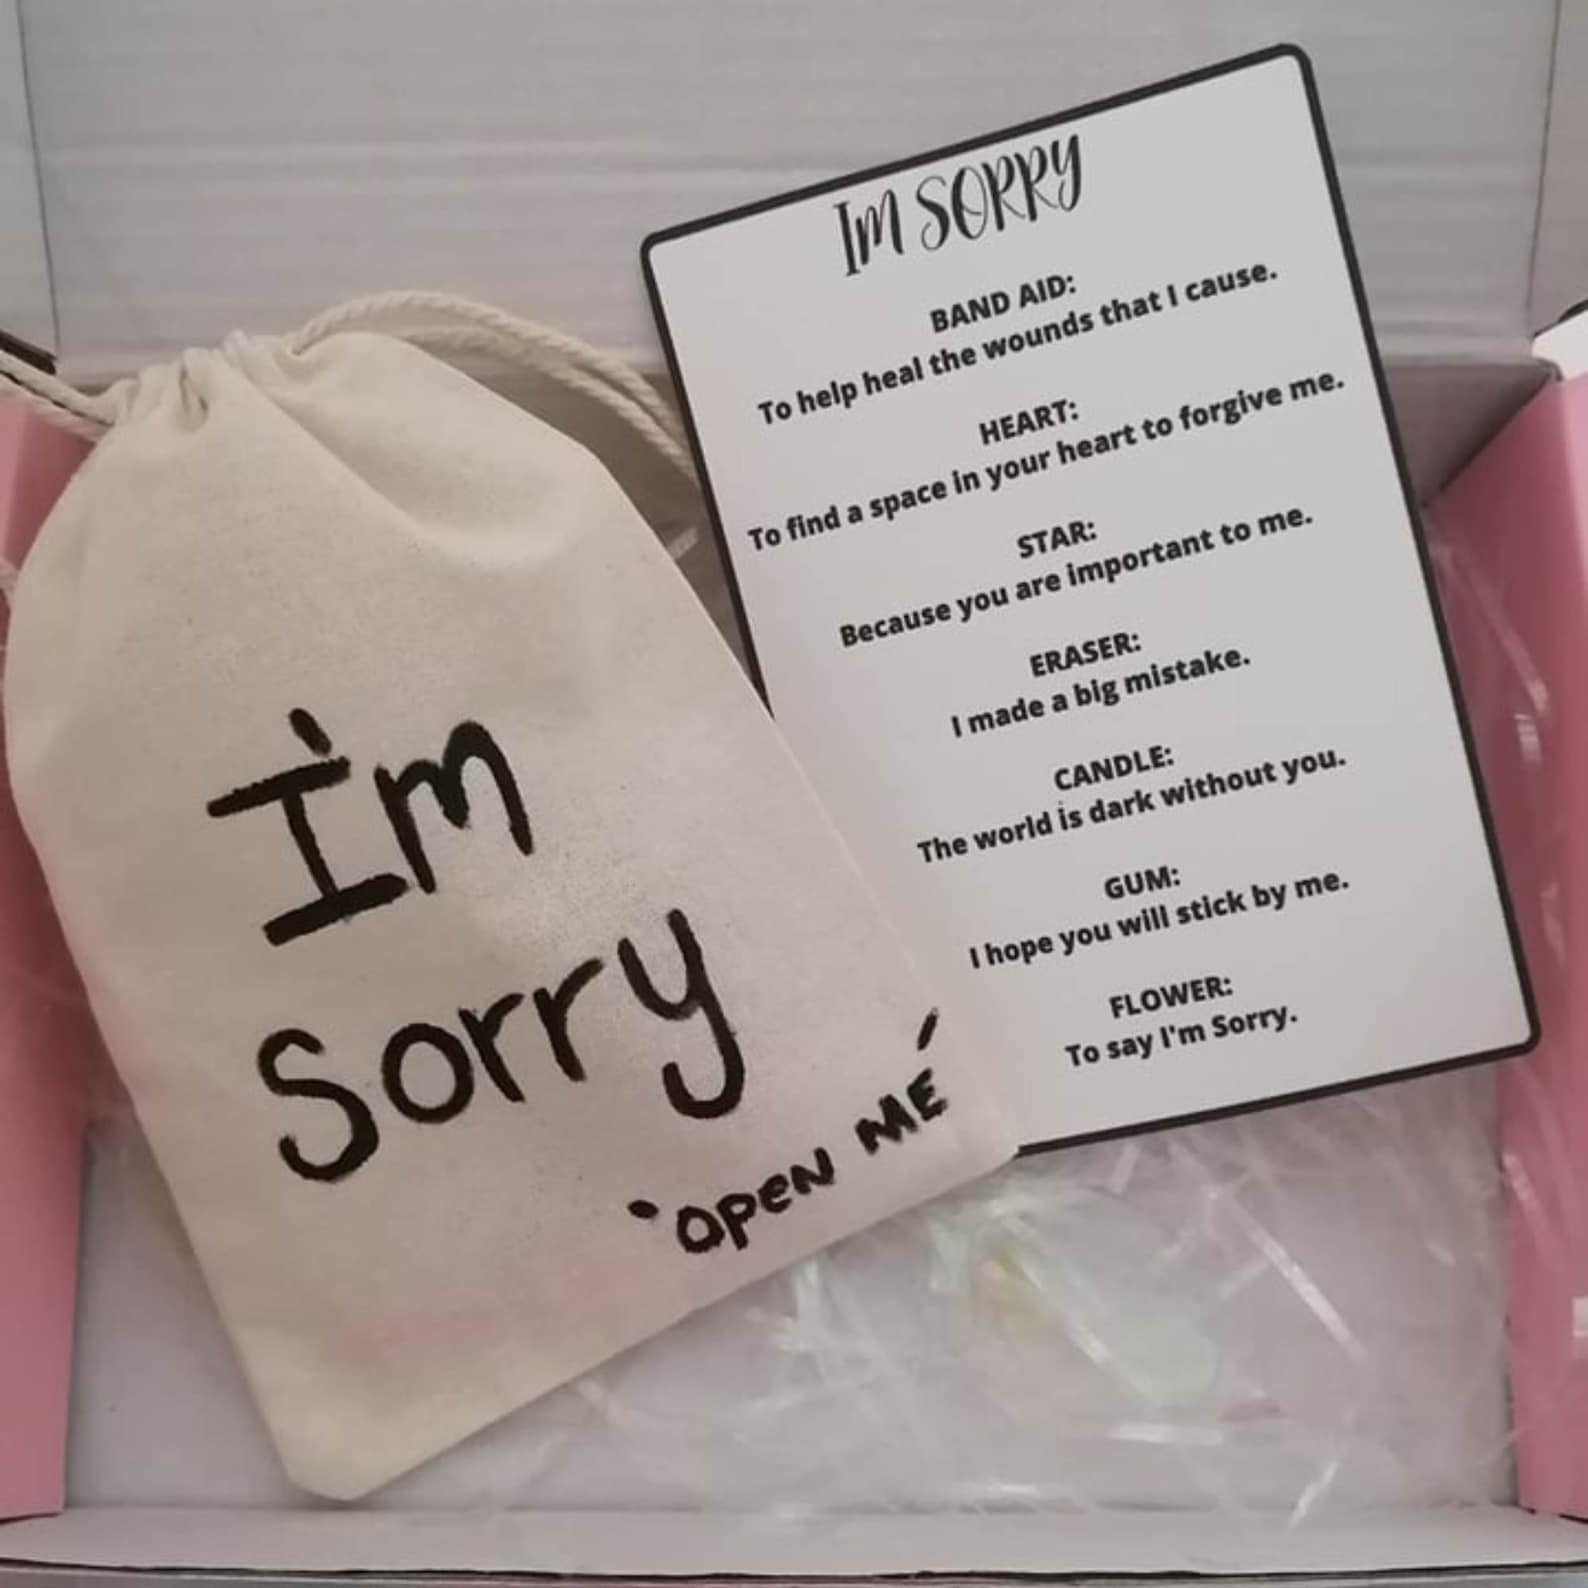 I'm
Sorry
'OPEN ME'
IM SORRY
BAND AID:
To help heal the wounds that I cause.
HEART:
To find a space in your heart to forgive me.
STAR:
Because you are important to me.
ERASER:
I made a big mistake.
CANDLE:
The world is dark without you.
GUM:
I hope you will stick by me.
FLOWER:
To say I'm Sorry.